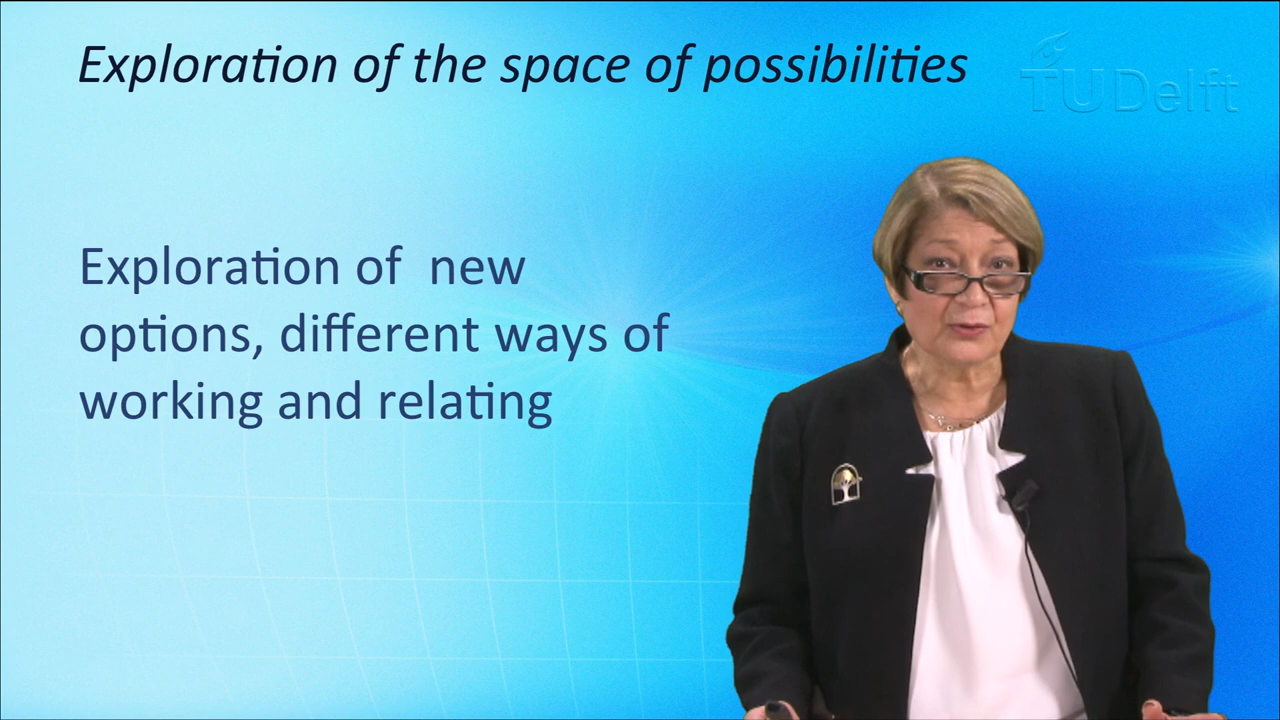 Exploration of the space of possibilities
TU Delft
Exploration of  new
options, different ways of
working and relating